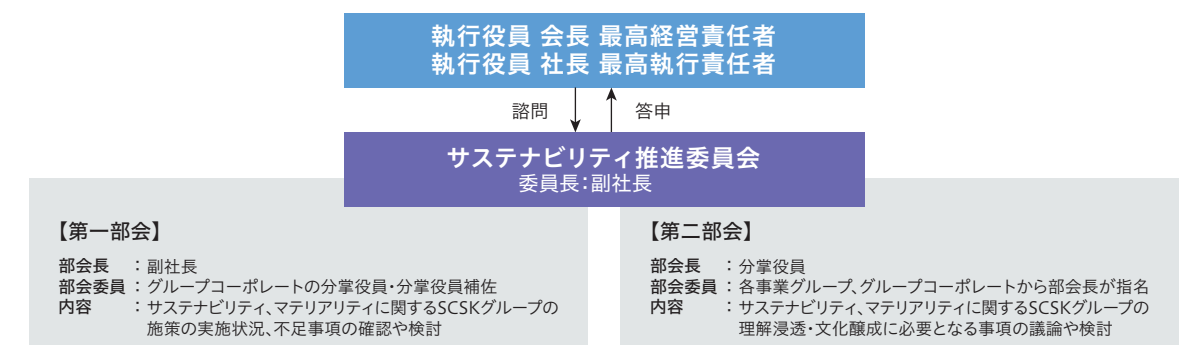 執行役員 会長 最高経営責任者
執行役員 社長 最高執行責任者
諮問
答申
サステナビリティ推進委員会
委員長：副社長
【第一部会】
部会長 ：副社長
部会委員：グループコーポレートの分掌役員・分掌役員補佐
内容 ：サステナビリティ、マテリアリティに関するSCSKグループの
施策の実施状況、不足事項の確認や検討
【第二部会】
部会長 ：分掌役員
部会委員：各事業グループ、グループコーポレートから部会長が指名
内容 ：サステナビリティ、マテリアリティに関するSCSKグループの
理解浸透・文化醸成に必要となる事項の議論や検討